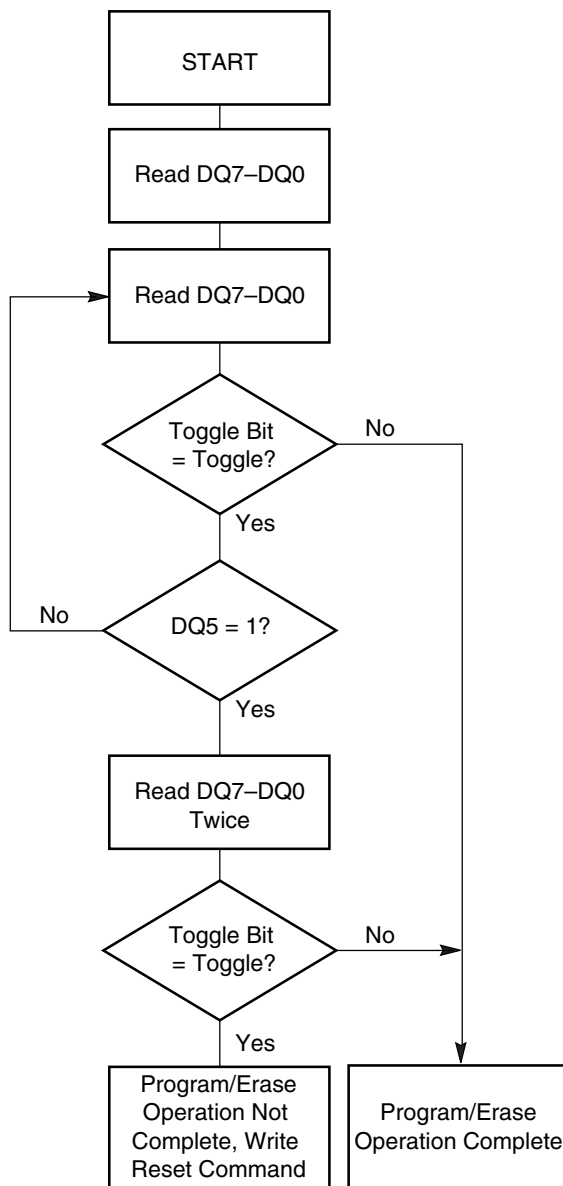 START
Read DQ7–DQ0
Read DQ7–DQ0
Toggle Bit
= Toggle?
No
Yes
No
DQ5 = 1?
Yes
Read DQ7–DQ0
Twice
Toggle Bit
= Toggle?
No
Yes
Program/Erase
Operation Not
Complete, Write
Reset Command
Program/Erase
Operation Complete